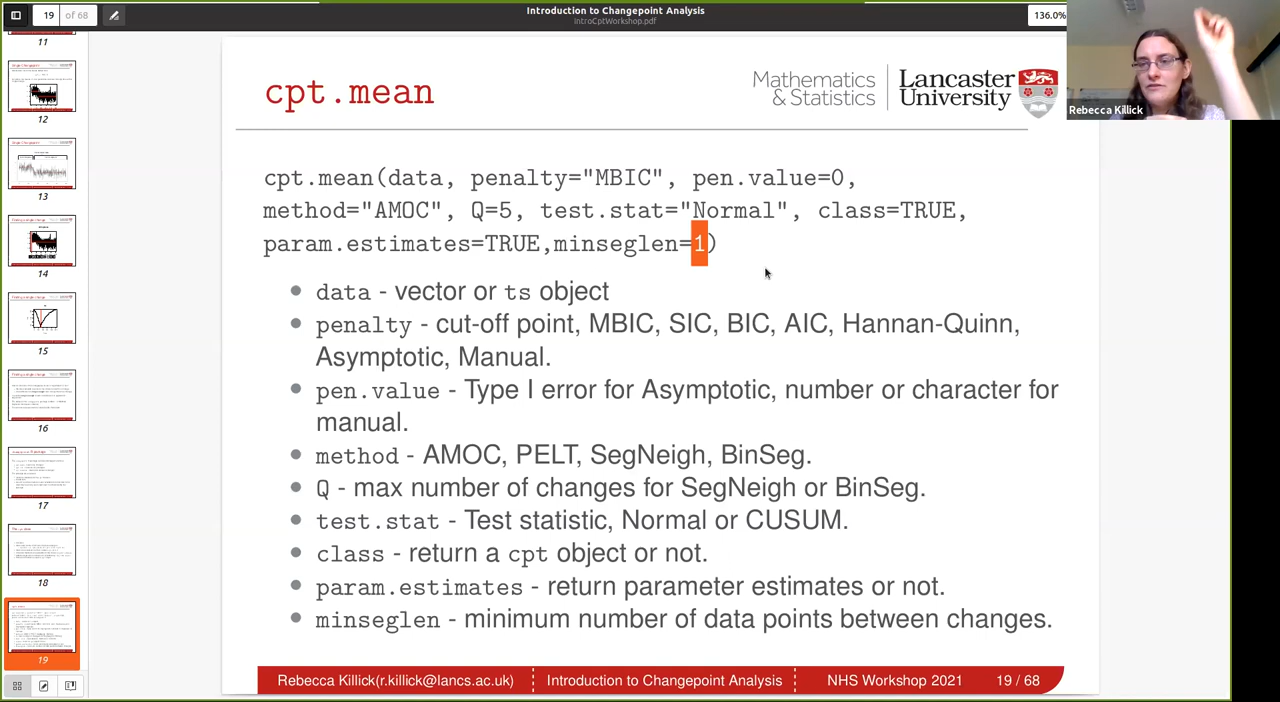 Introduction to Changepoint Analysis
IntroCptWorkshop.pdf
19 of 68
136.0%
11
12
13
14
15
16
17
18
19
Rebecca Killick
cpt.mean
Mathematics
& Statistics
Lancaster
University
cpt.mean(data, penalty="MBIC", pen.value=0,
method="AMOC", Q=5, test.stat="Normal", class=TRUE,
param.estimates=TRUE,minseglen=1)
data - vector or ts object
penalty - cut-off point, MBIC, SIC, BIC, AIC, Hannan-Quinn,
Asymptotic, Manual.
pen.value - Type I error for Asymptotic, number or character for
manual.
method - AMOC, PELT, SegNeigh, BinSeg.
- max number of changes for SegNeigh or BinSeg.
test.stat - Test statistic, Normal or CUSUM.
class - return a cpt object or not.
param.estimates - return parameter estimates or not.
minseglen - minimum number of data points between changes.
Rebecca Killick(r.killick@lancs.ac.uk)
Introduction to Changepoint Analysis
NHS Workshop 2021
19 / 68